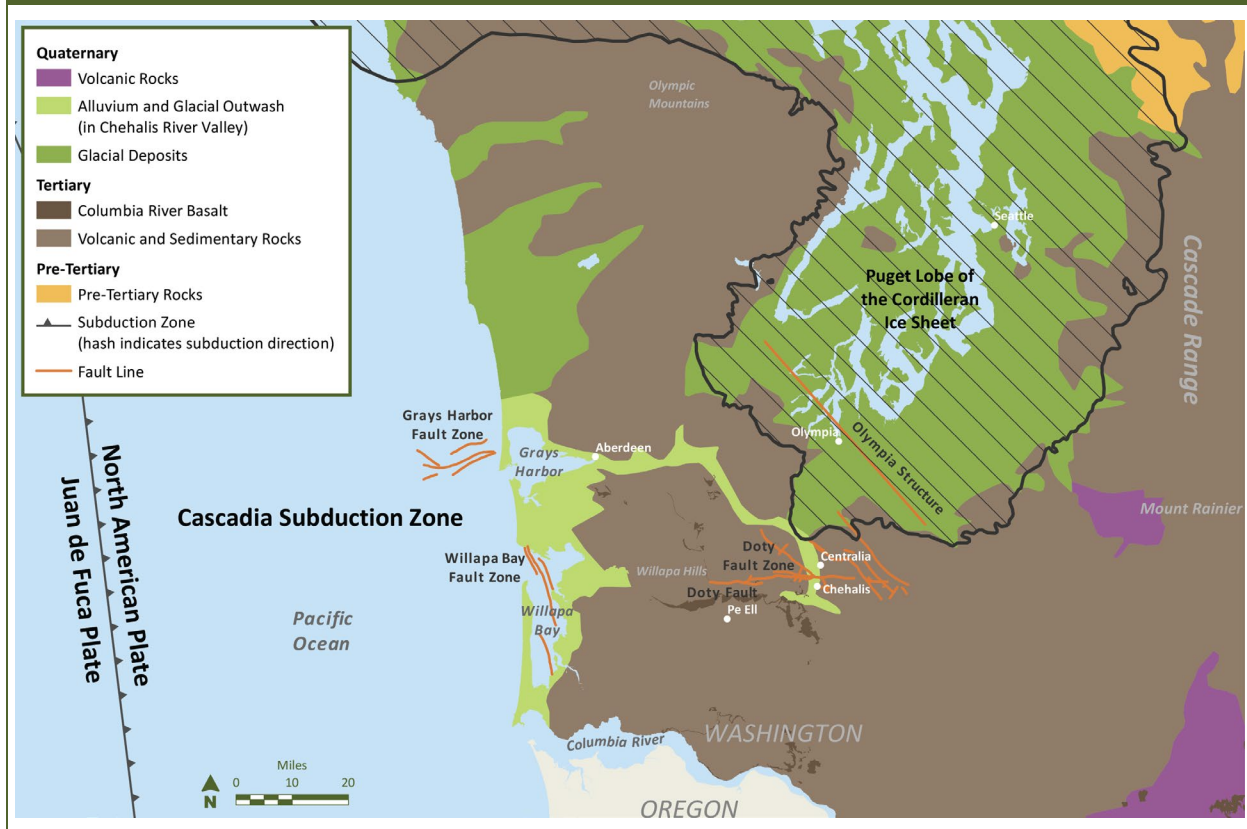 Quaternary
Volcanic Rocks
Alluvium and Glacial Outwash
(in Chehalis River Valley)
Glacial Deposits
Tertiary
Columbia River Basalt
Volcanic and Sedimentary Rocks
Pre-Tertiary
Pre-Tertiary Rocks
Subduction Zone
(hash indicates subduction direction)
Fault Line
Olympic
Mountains
Seattle
Puget Lobe of
the Cordilleran
Ice Sheet
Cascade Range
Grays Harbor
Fault Zone
Grays
Harbor
Aberdeen
Olympia
Olympia Structure
Mount Rainier
North American Plate
Juan de Fuca Plate
Cascadia Subduction Zone
Willapa Bay
Fault Zone
Willapa Hills
Doty
Fault Zone
Centralia
Doty Fault
Chehalis
Pe Ell
Willapa
Bay
Pacific
Ocean
Columbia River
WASHINGTON
OREGON
Miles
0 10 20
N